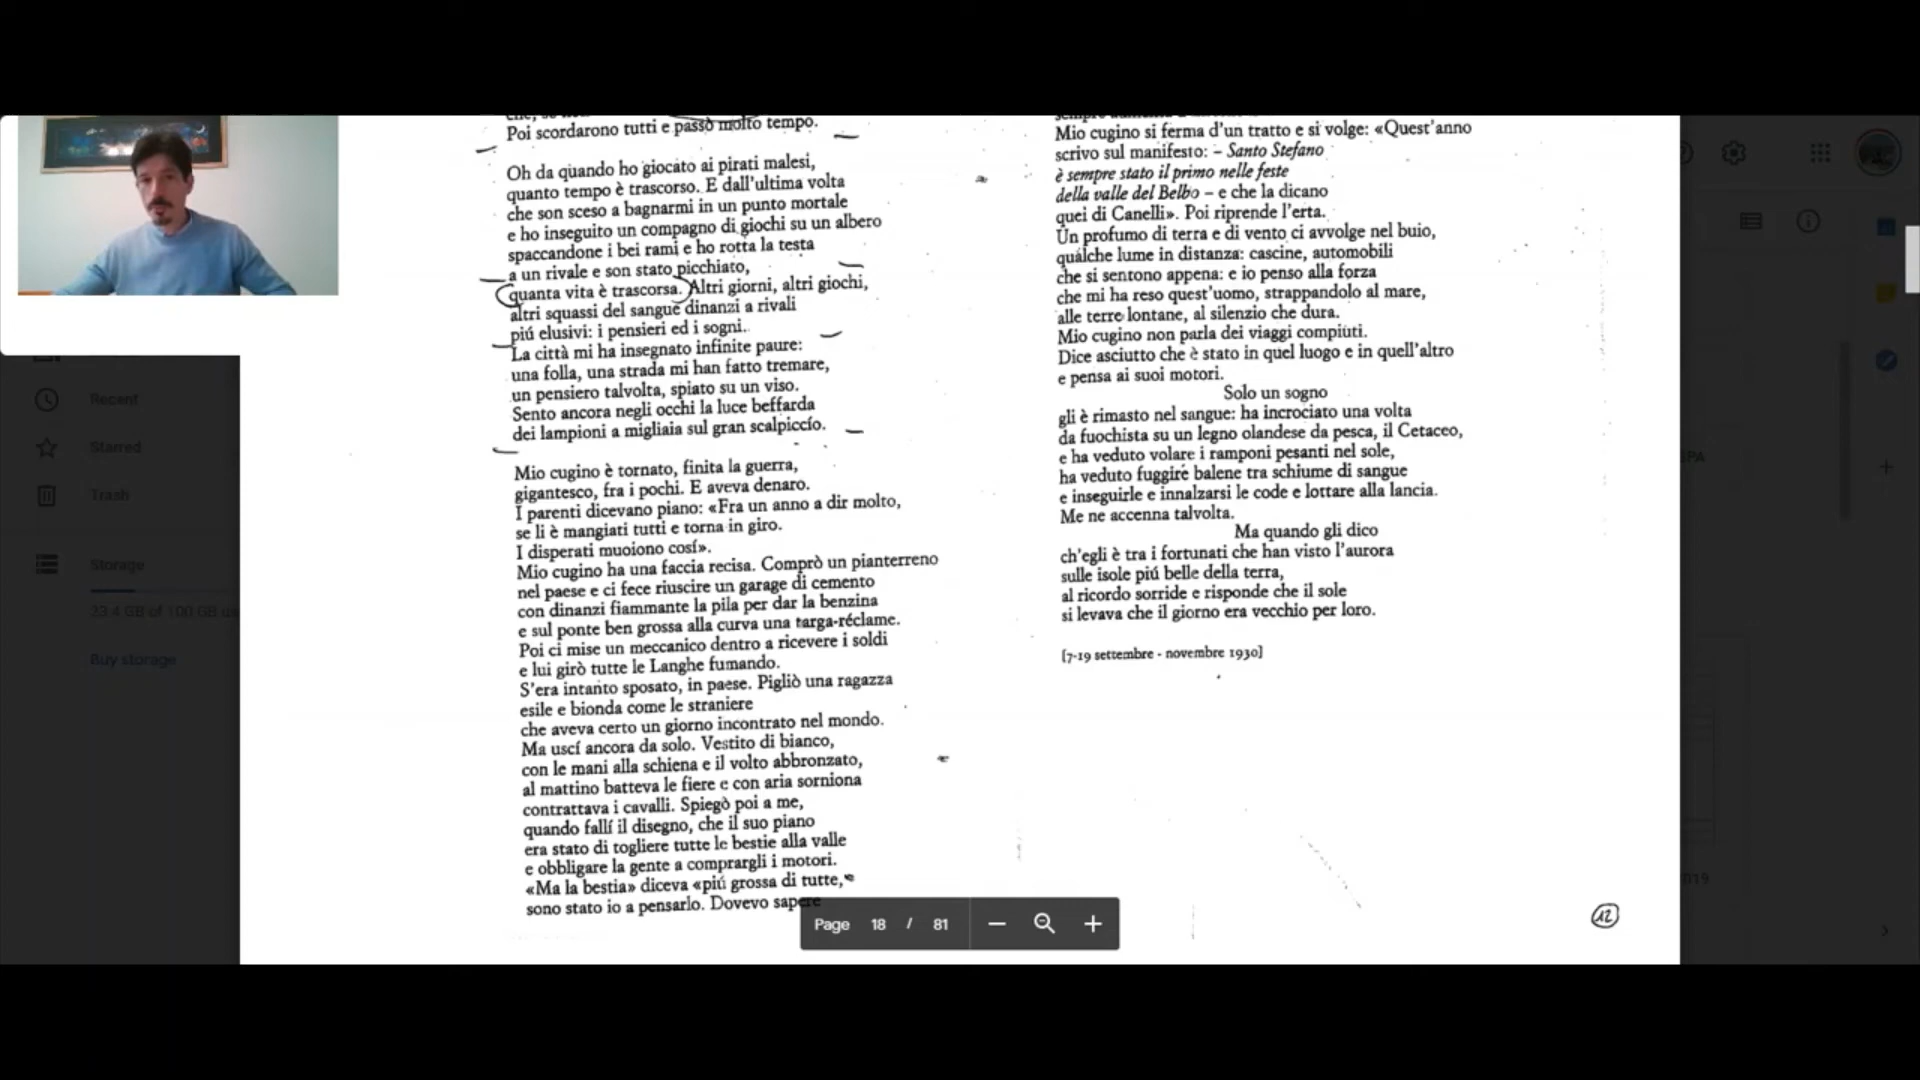 Poi scordarono tutti e passò molto tempo.
Oh da quando ho giocato ai pirati malesi,
quanto tempo è trascorso. E dall'ultima volta
che son sceso a bagnarmi in un punto mortale
e ho inseguito un compagno di giochi su un albero
spaccandone i bei rami e ho rotta la testa
a un rivale e son stato picchiato,
quanta vita è trascorsa. Altri giorni, altri giochi,
altri squassi del sangue dinanzi a rivali
piú elusivi: i pensieri ed i sogni.
La città mi ha insegnato infinite paure:
una folla, una strada mi han fatto tremare,
un pensiero talvolta, spiato su un viso.
Sento ancora negli occhi la luce beffarda
dei lampioni a migliaia sul gran scalpiccío.
Mio cugino è tornato, finita la guerra,
gigantesco, fra i pochi. E aveva denaro.
I parenti dicevano piano: «Fra un anno a dir molto,
se li è mangiati tutti e torna in giro.
I disperati muoiono cosí».
Mio cugino ha una faccia recisa. Comprò un pianterreno
nel paese e ci fece riuscire un garage di cemento
con dinanzi fiammante la pila per dar la benzina
e sul ponte ben grossa alla curva una targa-réclame.
Poi ci mise un meccanico dentro a ricevere i soldi
e lui girò tutte le Langhe fumando.
S'era intanto sposato, in paese. Pigliò una ragazza
esile e bionda come le straniere
che aveva certo un giorno incontrato nel mondo.
Ma uscí ancora da solo. Vestito di bianco,
con le mani alla schiena e il volto abbronzato,
al mattino batteva le fiere e con aria sorniona
contrattava i cavalli. Spiegò poi a me,
quando fallí il disegno, che il suo piano
era stato di togliere tutte le bestie alla valle
e obbligare la gente a comprargli i motori.
«Ma la bestia» diceva «piú grossa di tutte,
sono stato io a pensarlo. Dovevo sapere
Mio cugino si ferma d'un tratto e si volge: «Quest'anno
scrivo sul manifesto: – Santo Stefano
è sempre stato il primo nelle feste
della valle del Belbo – e che la dicano
quei di Canelli». Poi riprende l'erta.
Un profumo di terra e di vento ci avvolge nel buio,
qualche lume in distanza: cascine, automobili
che si sentono appena: e io penso alla forza
che mi ha reso quest'uomo, strappandolo al mare,
alle terre lontane, al silenzio che dura.
Mio cugino non parla dei viaggi compiuti.
Dice asciutto che è stato in quel luogo e in quell'altro
e pensa ai suoi motori.
Solo un sogno
gli è rimasto nel sangue: ha incrociato una volta
da fuochista su un legno olandese da pesca, il Cetaceo,
e ha veduto volare i ramponi pesanti nel sole,
ha veduto fuggire balene tra schiume di sangue
e inseguirle e innalzarsi le code e lottare alla lancia.
Me ne accenna talvolta.
Ma quando gli dico
ch'egli è tra i fortunati che han visto l'aurora
sulle isole piú belle della terra,
al ricordo sorride e risponde che il sole
si levava che il giorno era vecchio per loro.
[7-19 settembre - novembre 1930]
12
Recent
Starred
Trash
Storage
23.4 GB of 100 GB
Buy storage
Page 18 / 81